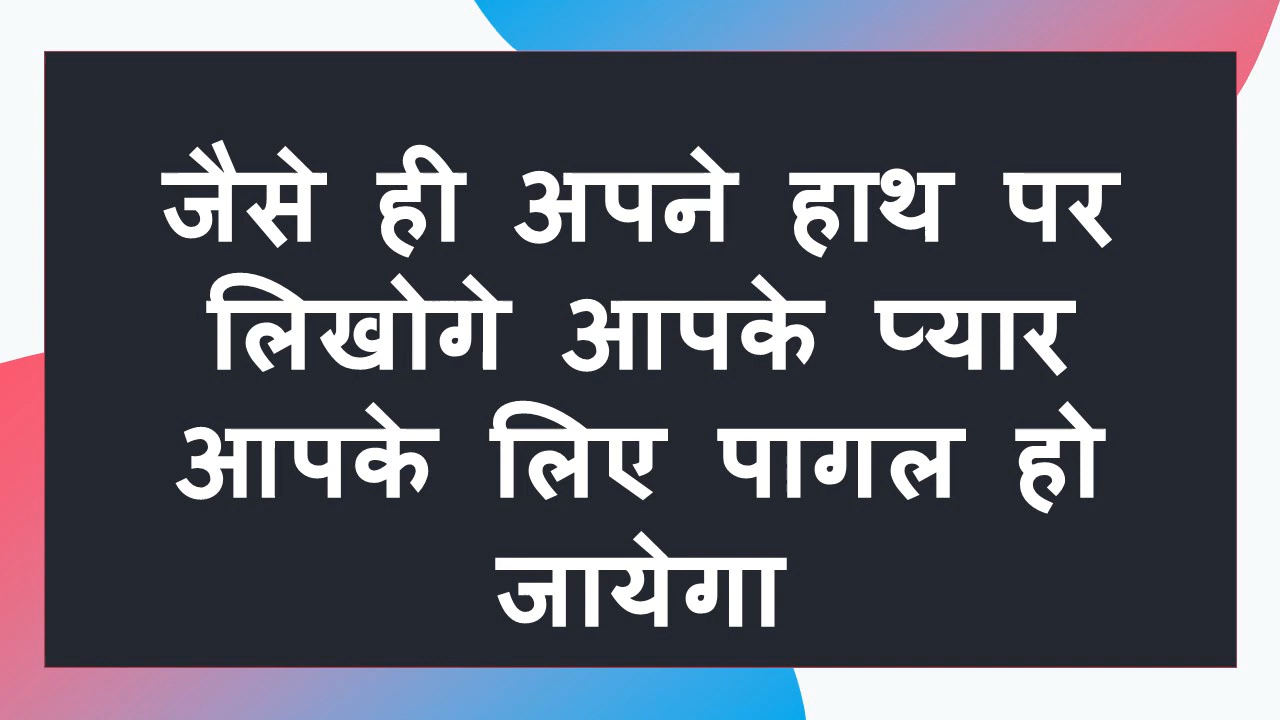 जैसे ही अपने हाथ पर
लिखोगे आपके प्यार
आपके लिए पागल हो
जायेगा